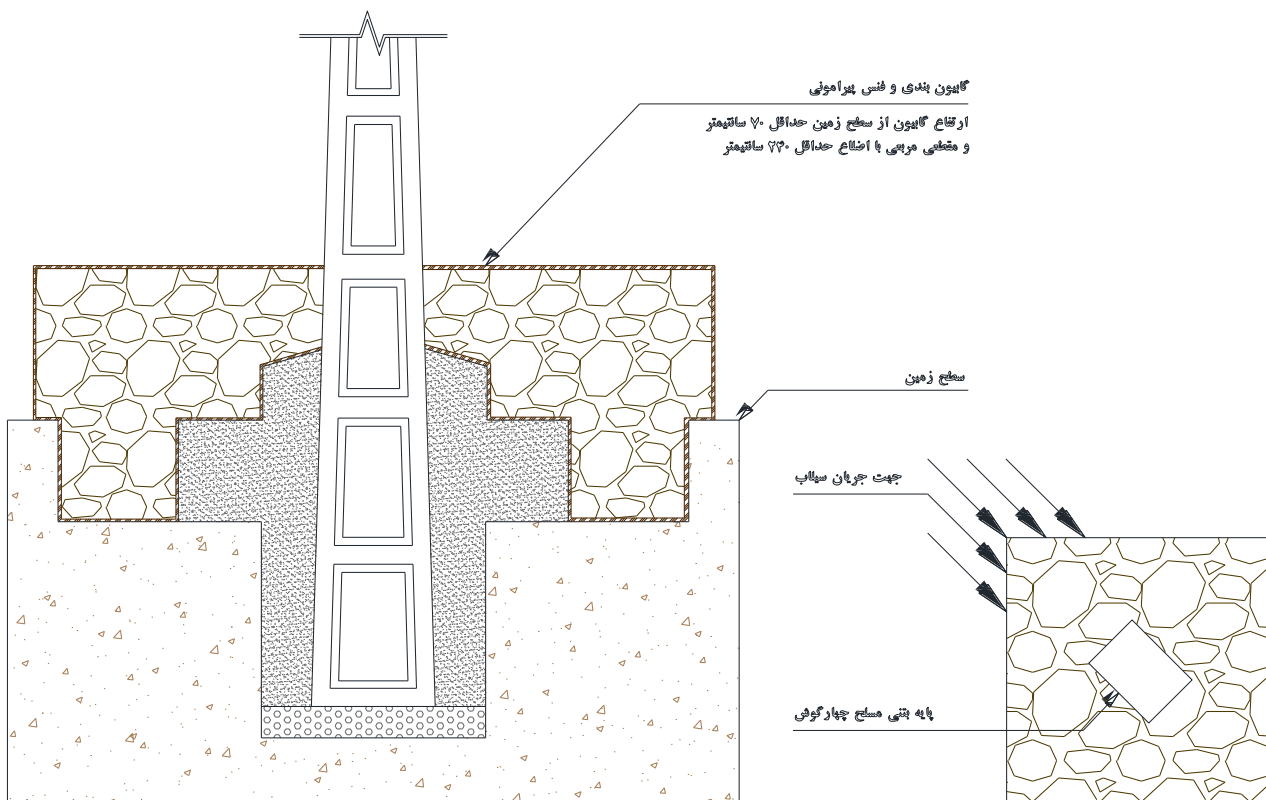 گابیون بندی و فنس پیرامونی
ارتفاع گابیون از سطح زمین حداقل ۷۰ سانتیمتر
و مقطعی مربعی با اضلاع حداقل ۲۴۰ سانتیمتر
سطح زمین
جهت جریان سیلاب
پایه بتنی مسلح چهارگوش